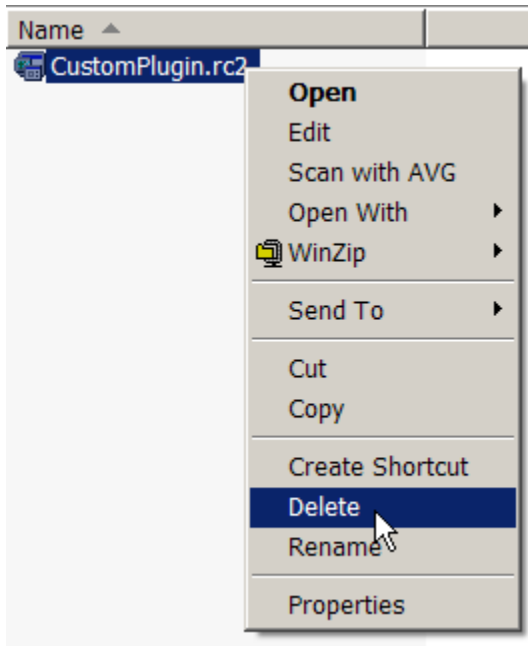 Name
CustomPlugin.rc2
Open
Edit
Scan with AVG
Open With
WinZip
Send To
Cut
Copy
Create Shortcut
Delete
Rename
Properties